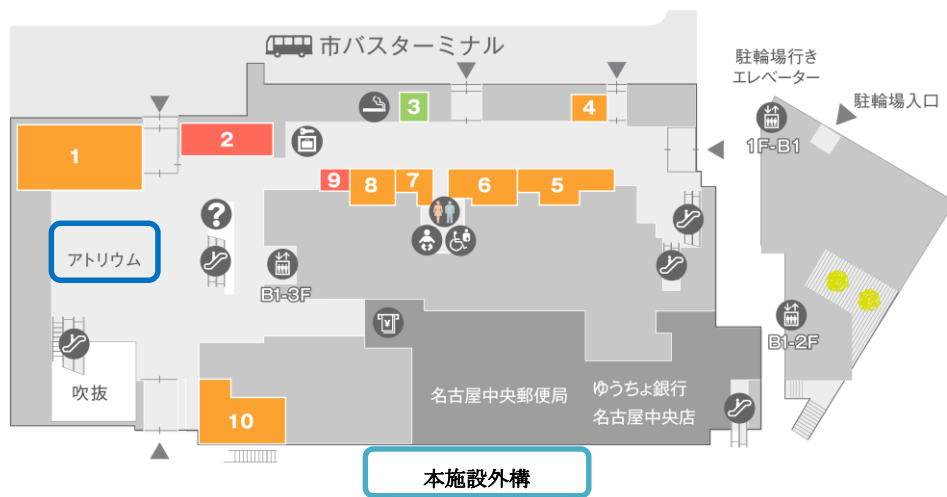 市バスターミナル
駐輪場行き
エレベーター
駐輪場入口
1F-B1
3
4
1
2
9
8
7
6
5
?
アトリウム
B1-3F
¥
B1-2F
吹抜
10
名古屋中央郵便局
ゆうちょ銀行
名古屋中央店
本施設外構